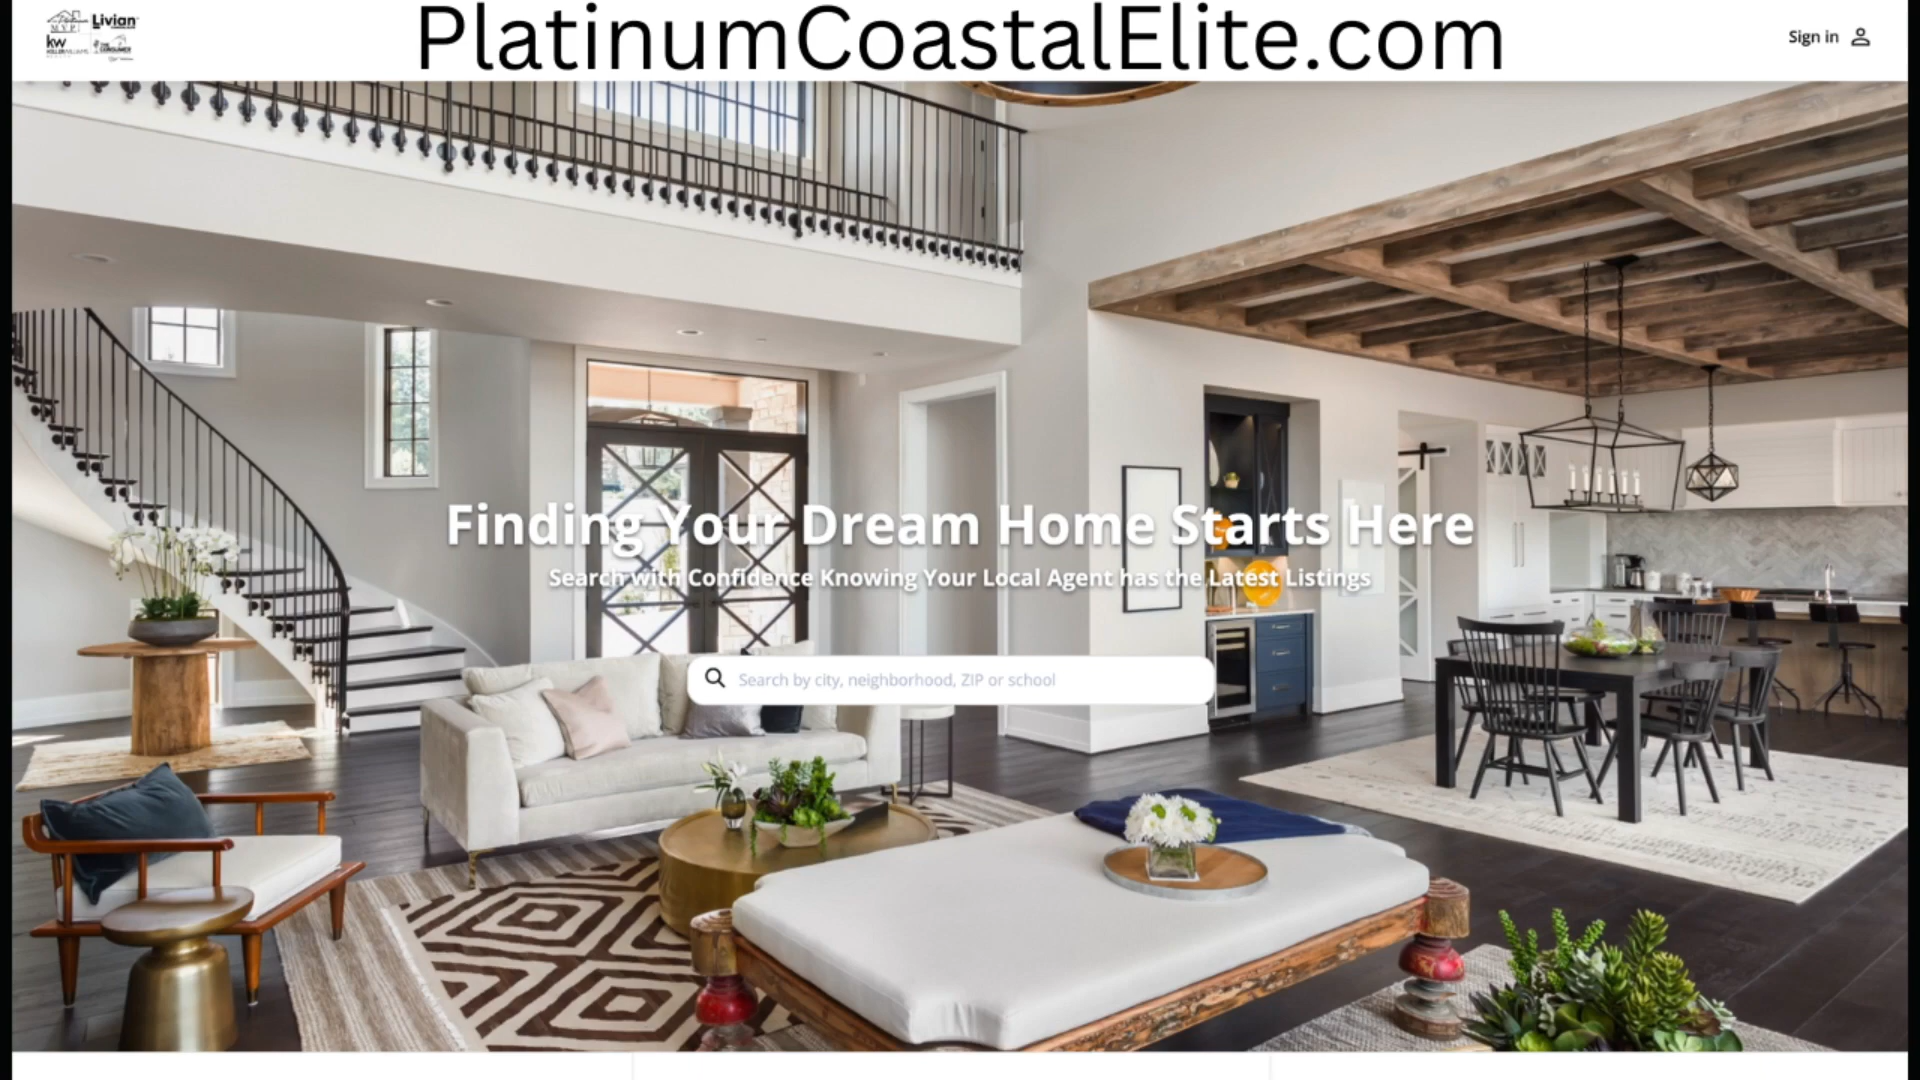 Livian
PlatinumCoastalElite.com
Sign in
MVP
kw
Finding Your Dream Home Starts Here
Search with Confidence Knowing Your Local Agent has the Latest Listings
Search by city, neighborhood, ZIP or school